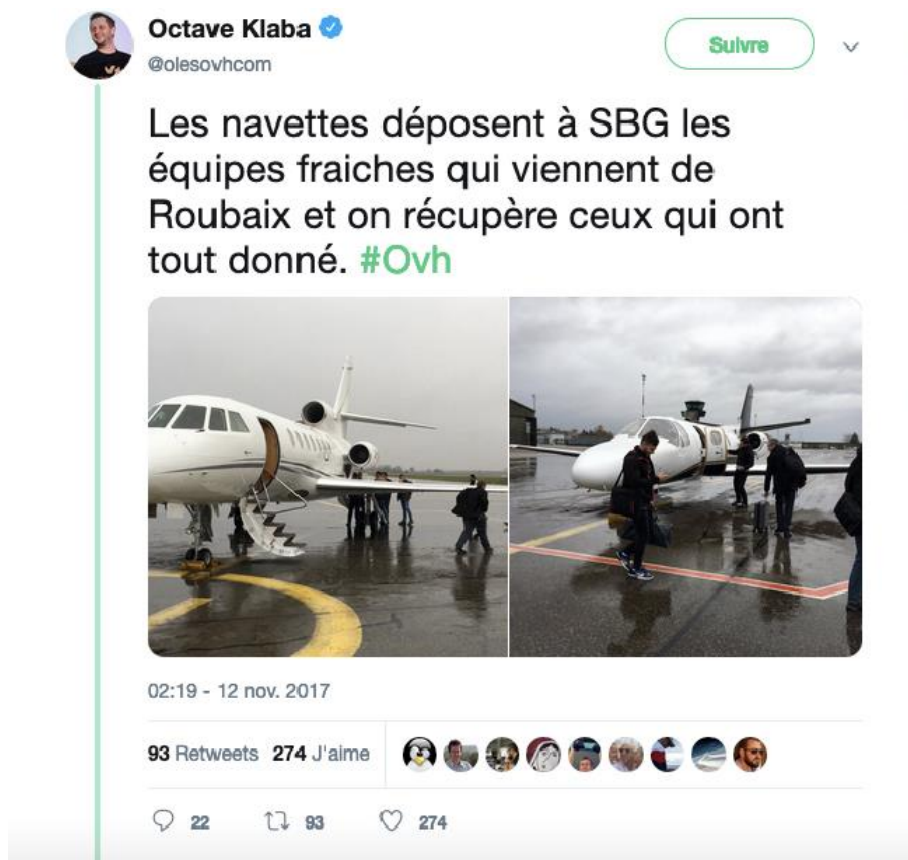 Octave Klaba
@olesovhcom
Suivre
Les navettes déposent à SBG les
équipes fraiches qui viennent de
Roubaix et on récupère ceux qui ont
tout donné. #Ovh
02:19 - 12 nov. 2017
93 Retweets 274 J'aime
22 93 274